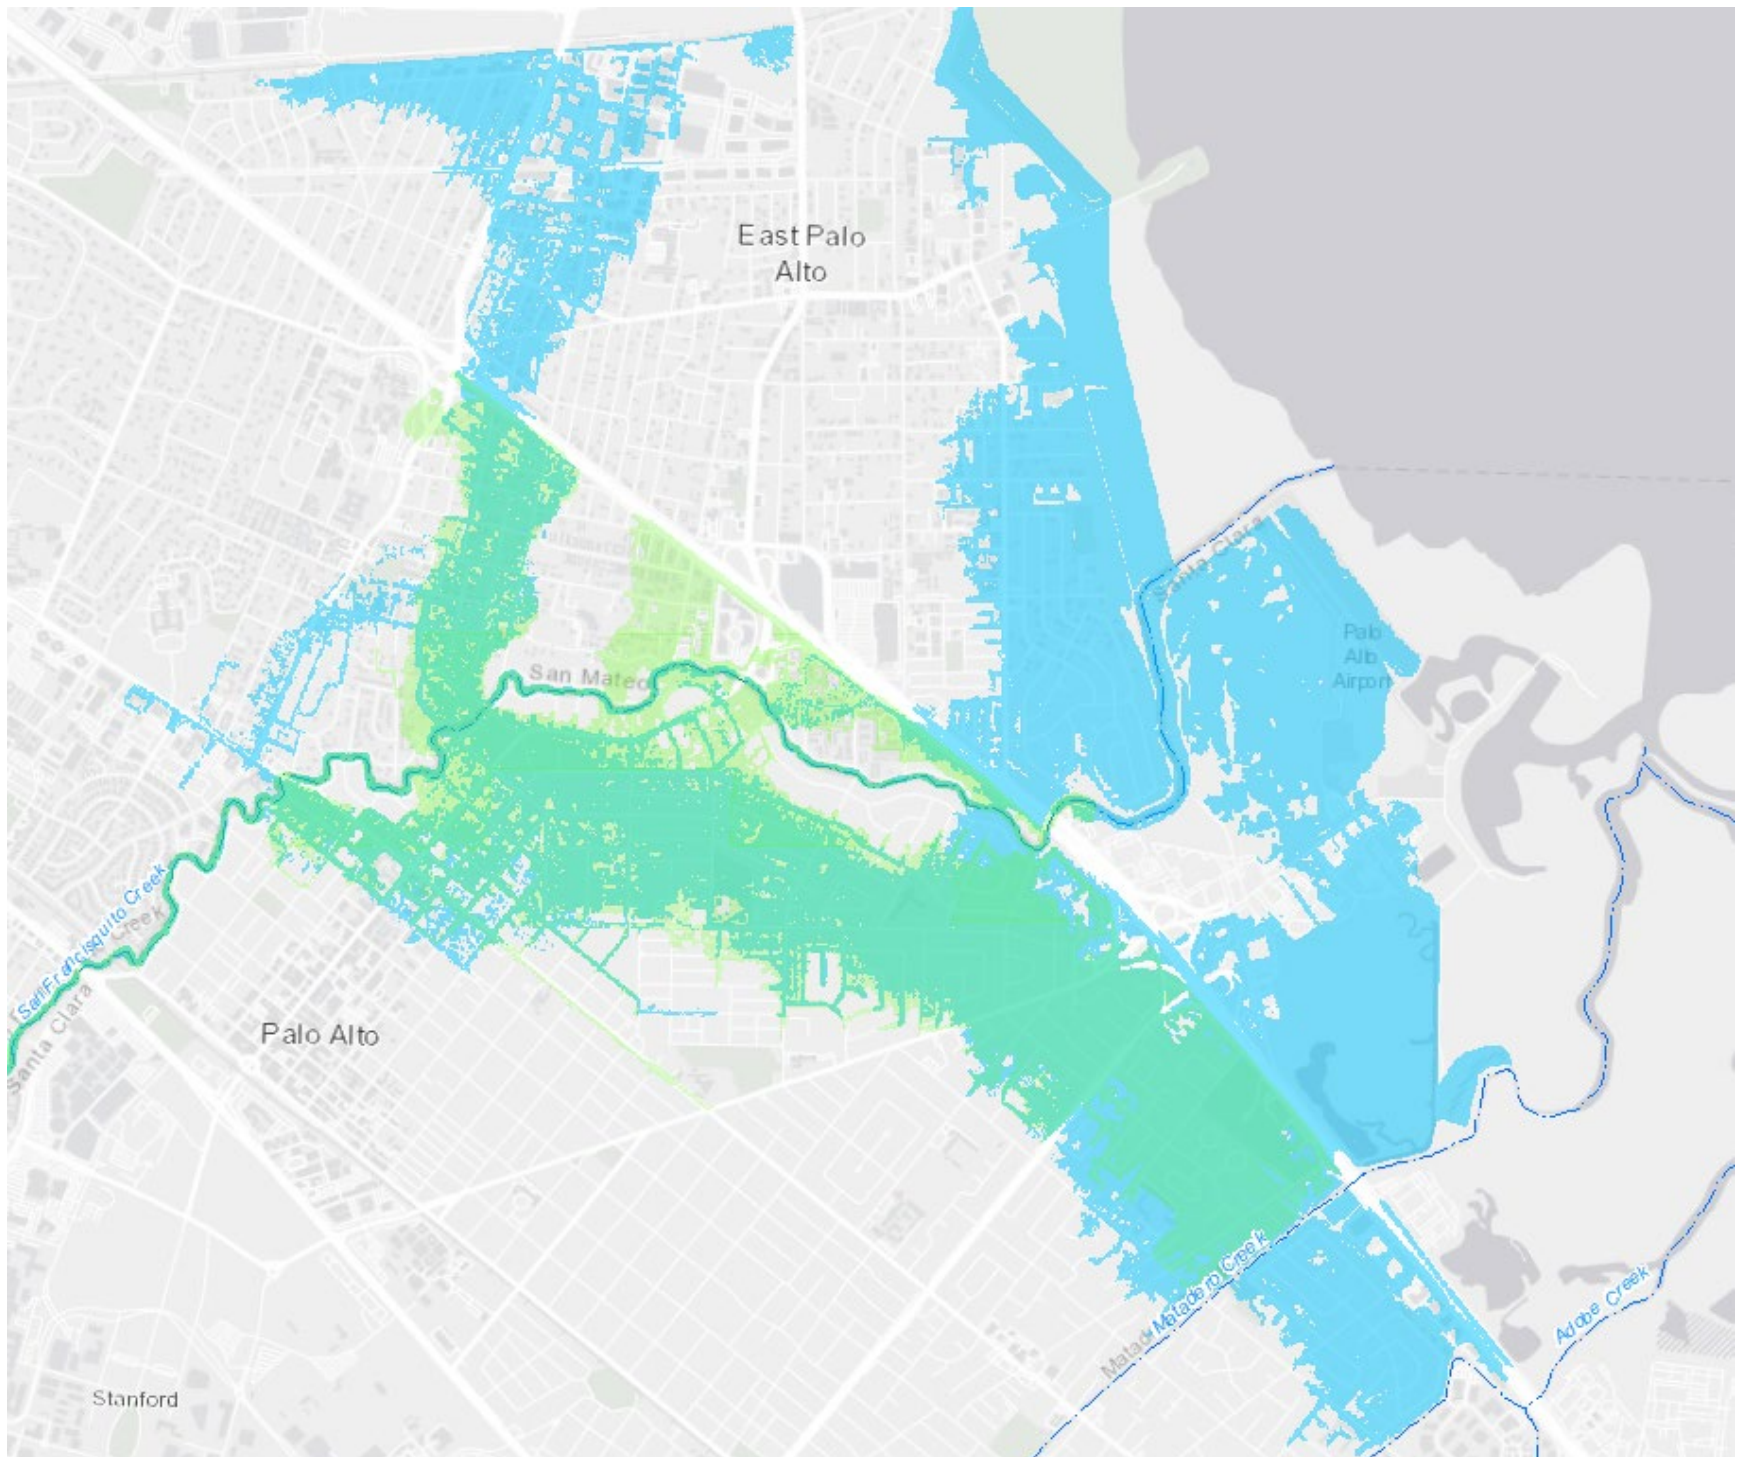 East Palo
Alto
Santa Clara
Palo
Alto
Airport
San Mateo
San Francisquito Creek
Creek
Santa Clara
Palo Alto
Matadero Creek
Matad
Adobe Creek
Stanford